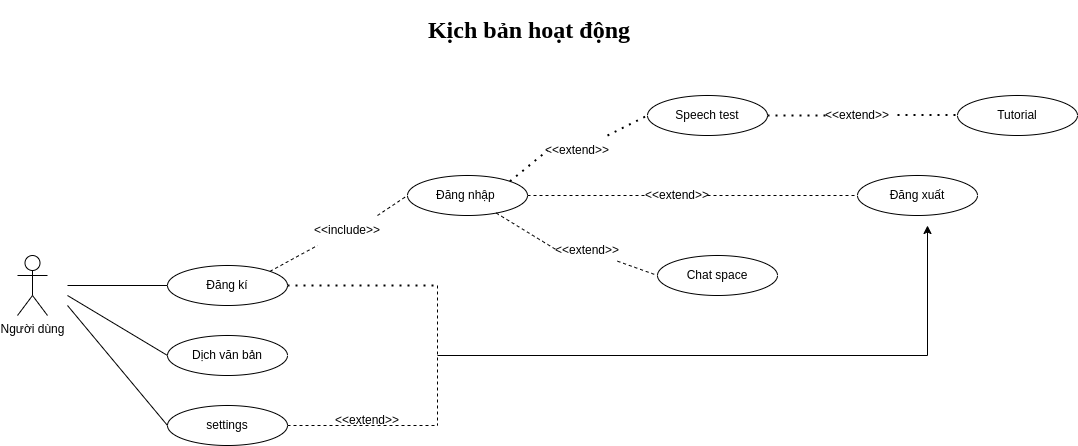 Kịch bản hoạt động
Speech test
<<extend>>
Tutorial
<<extend>>
Đăng nhập
<<extend>>
Đăng xuất
<<include>>
<<extend>>
Chat space
Đăng kí
Người dùng
Dịch văn bản
settings
<<extend>>